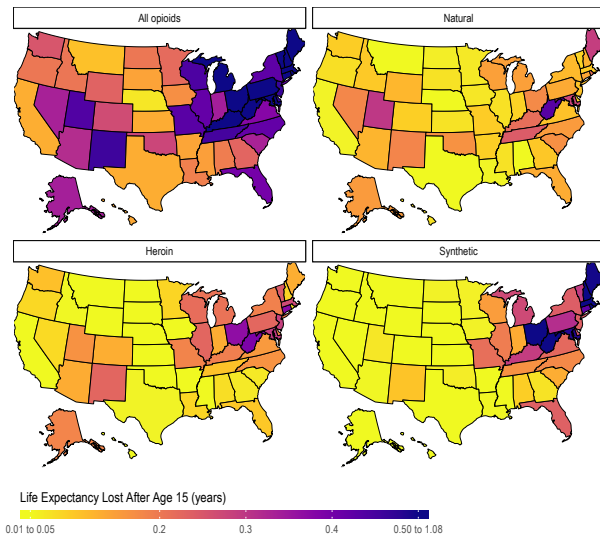 All opioids
Natural
Heroin
Synthetic
Life Expectancy Lost After Age 15 (years)
0.01 to 0.05 0.2 0.3 0.4 0.50 to 1.08